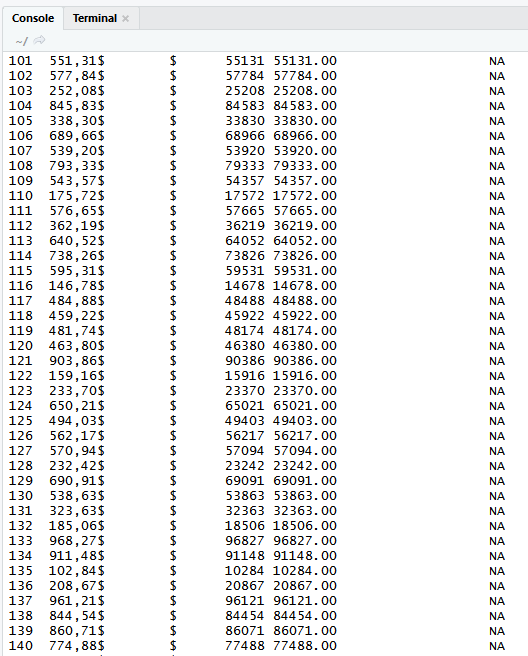 Console Terminal ×
~/
101 551,31$ $ 55131 55131.00 NA
102 577,84$ $ 57784 57784.00 NA
103 252,08$ $ 25208 25208.00 NA
104 845,83$ $ 84583 84583.00 NA
105 338,30$ $ 33830 33830.00 NA
106 689,66$ $ 68966 68966.00 NA
107 539,20$ $ 53920 53920.00 NA
108 793,33$ $ 79333 79333.00 NA
109 543,57$ $ 54357 54357.00 NA
110 175,72$ $ 17572 17572.00 NA
111 576,65$ $ 57665 57665.00 NA
112 362,19$ $ 36219 36219.00 NA
113 640,52$ $ 64052 64052.00 NA
114 738,26$ $ 73826 73826.00 NA
115 595,31$ $ 59531 59531.00 NA
116 146,78$ $ 14678 14678.00 NA
117 484,88$ $ 48488 48488.00 NA
118 459,22$ $ 45922 45922.00 NA
119 481,74$ $ 48174 48174.00 NA
120 463,80$ $ 46380 46380.00 NA
121 903,86$ $ 90386 90386.00 NA
122 159,16$ $ 15916 15916.00 NA
123 233,70$ $ 23370 23370.00 NA
124 650,21$ $ 65021 65021.00 NA
125 494,03$ $ 49403 49403.00 NA
126 562,17$ $ 56217 56217.00 NA
127 570,94$ $ 57094 57094.00 NA
128 232,42$ $ 23242 23242.00 NA
129 690,91$ $ 69091 69091.00 NA
130 538,63$ $ 53863 53863.00 NA
131 323,63$ $ 32363 32363.00 NA
132 185,06$ $ 18506 18506.00 NA
133 968,27$ $ 96827 96827.00 NA
134 911,48$ $ 91148 91148.00 NA
135 102,84$ $ 10284 10284.00 NA
136 208,67$ $ 20867 20867.00 NA
137 961,21$ $ 96121 96121.00 NA
138 844,54$ $ 84454 84454.00 NA
139 860,71$ $ 86071 86071.00 NA
140 774,88$ $ 77488 77488.00 NA